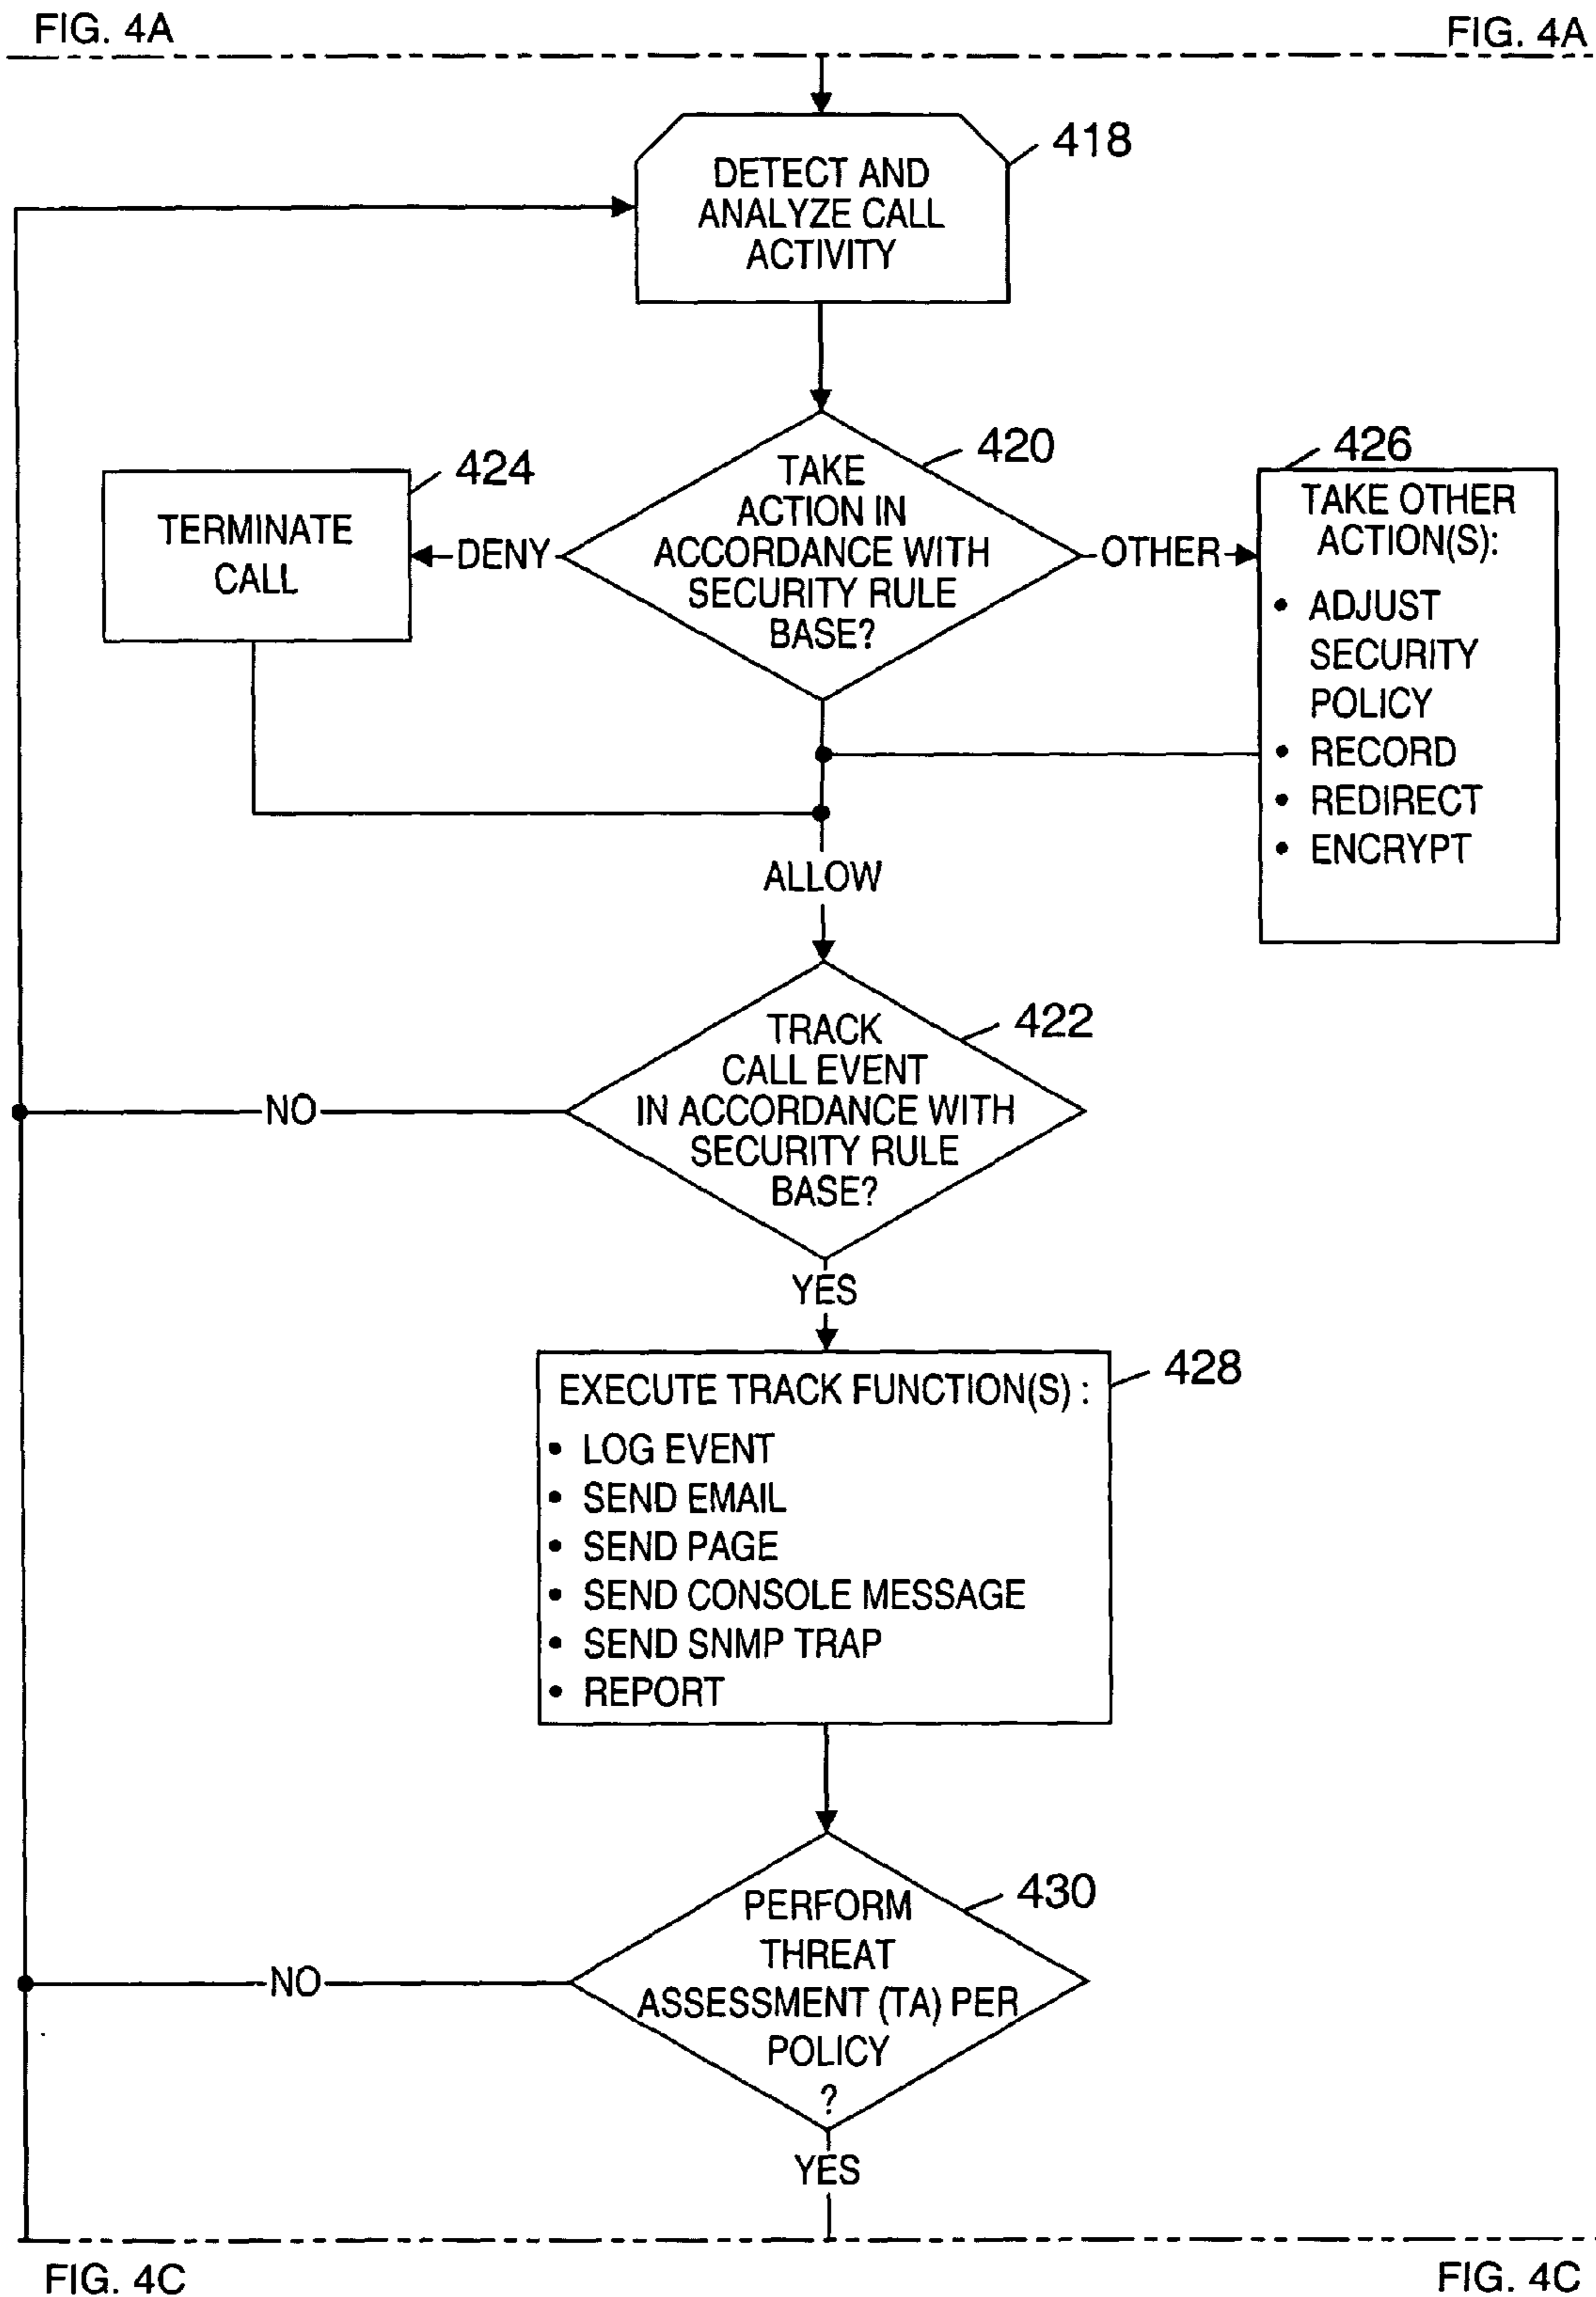 FIG. 4A
FIG. 4A
418
DETECT AND
ANALYZE CALL
ACTIVITY
420
TAKE
ACTION IN
ACCORDANCE WITH
SECURITY RULE
BASE?
424
TERMINATE
CALL
DENY
OTHER
426
TAKE OTHER
ACTION(S):
• ADJUST
SECURITY
POLICY
• RECORD
• REDIRECT
• ENCRYPT
ALLOW
422
TRACK
CALL EVENT
IN ACCORDANCE WITH
SECURITY RULE
BASE?
NO
YES
428
EXECUTE TRACK FUNCTION(S) :
• LOG EVENT
• SEND EMAIL
• SEND PAGE
• SEND CONSOLE MESSAGE
• SEND SNMP TRAP
• REPORT
430
PERFORM
THREAT
ASSESSMENT (TA) PER
POLICY
?
NO
YES
FIG. 4C
FIG. 4C